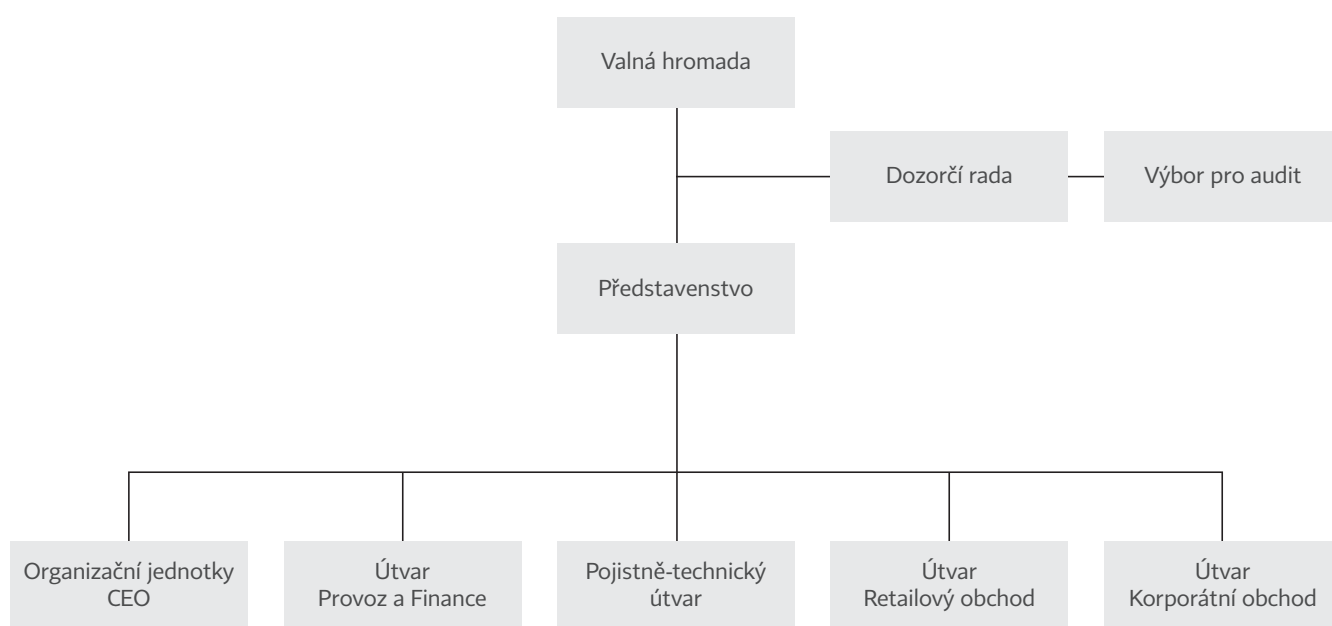 Valná hromada
Dozorčí rada
Výbor pro audit
Představenstvo
Organizační jednotky
CEO
Útvar
Provoz a Finance
Pojistně-technický
útvar
Útvar
Retailový obchod
Útvar
Korporátní obchod